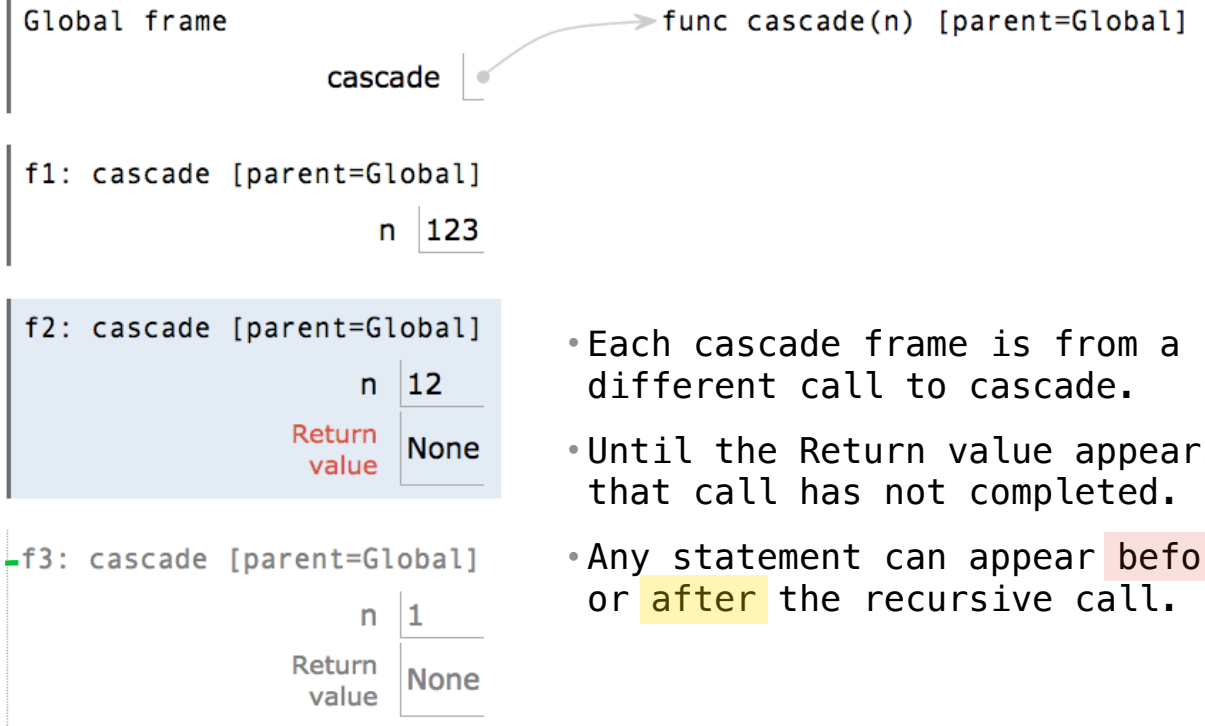 Global frame
func cascade(n) [parent=Global]
cascade
f1: cascade [parent=Global]
n 123
f2: cascade [parent=Global]
n 12
Return
value None
f3: cascade [parent=Global]
n 1
Return
value None
•Each cascade frame is from a
different call to cascade.
•Until the Return value appear
that call has not completed.
•Any statement can appear befo
or after the recursive call.